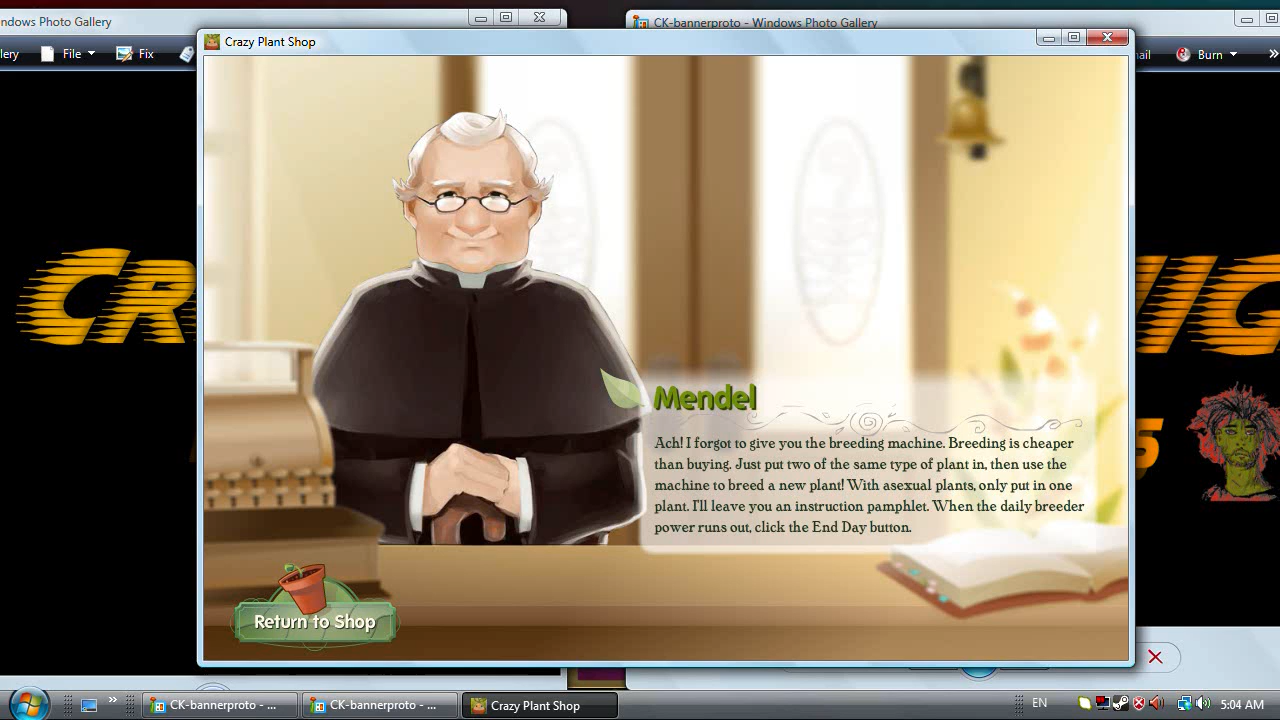 ndows Photo Gallery
CK-bannerproto - Windows Photo Gallery
Crazy Plant Shop
lery
File
Fix
ail
Burn
»
CR
IG
5
Mendel
Ach! I forgot to give you the breeding machine. Breeding is cheaper
than buying. Just put two of the same type of plant in, then use the
machine to breed a new plant! With asexual plants, only put in one
plant. I'll leave you an instruction pamphlet. When the daily breeder
power runs out, click the End Day button.
Return to Shop
»
CK-bannerproto - ...
CK-bannerproto - ...
Crazy Plant Shop
EN
5:04 AM